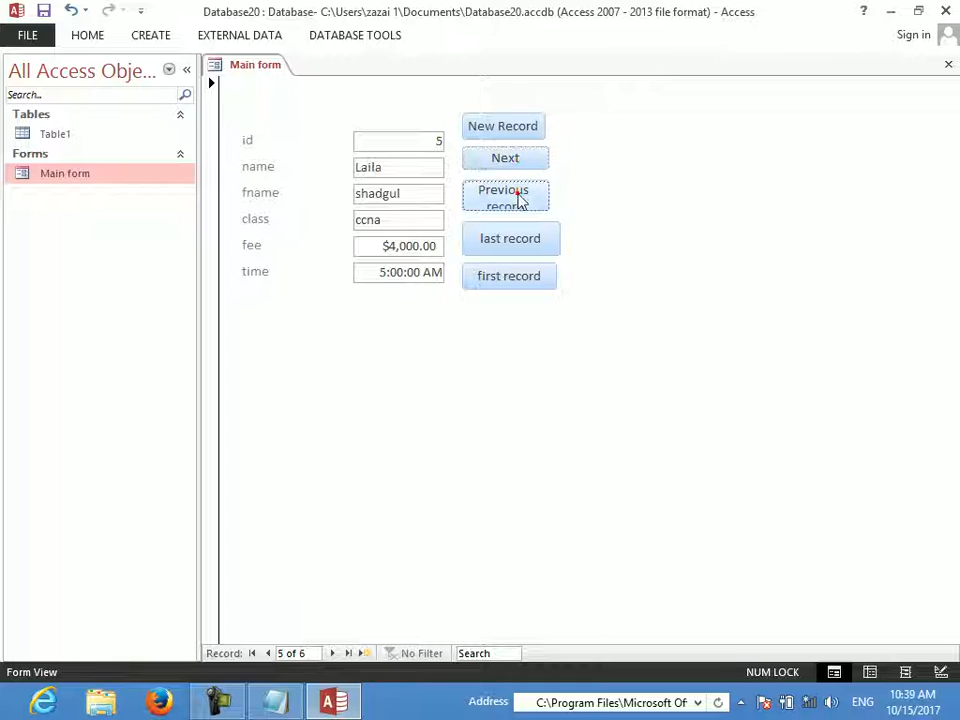 Database20 : Database- C:\Users\zazai 1\Documents\Database20.accdb (Access 2007 - 2013 file format) - Access
FILE HOME CREATE EXTERNAL DATA DATABASE TOOLS Sign in
All Access Obje...
Search...
Tables
Table1
Forms
Main form
Main form
id 5
name Laila
fname shadgul
class ccna
fee $4,000.00
time 5:00:00 AM
New Record
Next
Previous
record
last record
first record
Record: 5 of 6 No Filter Search
Form View NUM LOCK
Address C:\Program Files\Microsoft Of ENG 10:39 AM
10/15/2017